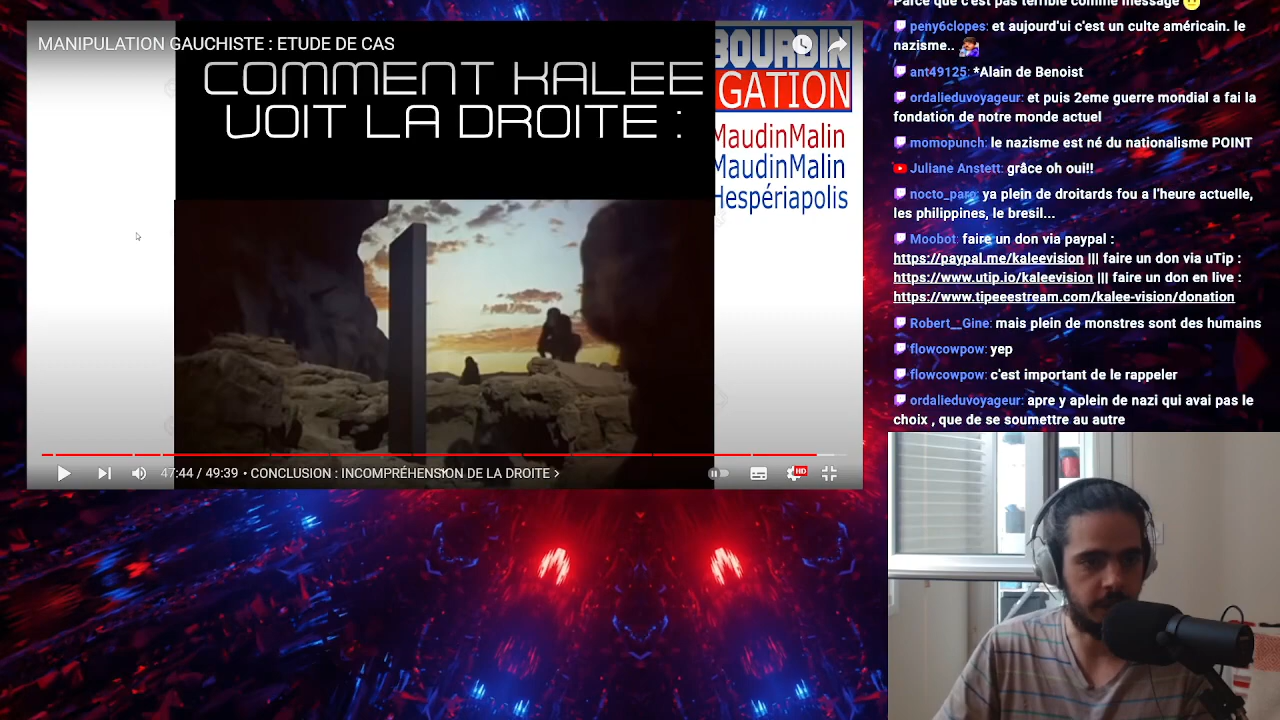 MANIPULATION GAUCHISTE : ETUDE DE CAS
COMMENT KALEE
VOIT LA DROITE :
BOURDIN
GATION
MaudinMalin
MaudinMalin
Hespériapolis
47:44 / 49:39 • CONCLUSION : INCOMPRÉHENSION DE LA DROITE >
HD
Parce que c'est pas terrible comme message
peny6clopes: et aujourd'ui c'est un culte américain. le
nazisme..
ant49125: *Alain de Benoist
ordalieduvoyageur: et puis 2eme guerre mondial a fai la
fondation de notre monde actuel
momopunch: le nazisme est né du nationalisme POINT
Juliane Anstett: grâce oh oui!!
nocto_paro: ya plein de droitards fou a l'heure actuelle,
les philippines, le bresil...
Moobot: faire un don via paypal :
https://paypal.me/kaleevision ||| faire un don via uTip :
https://www.utip.io/kaleevision ||| faire un don en live :
https://www.tipeeestream.com/kalee-vision/donation
Robert__Gine: mais plein de monstres sont des humains
flowcowpow: yep
flowcowpow: c'est important de le rappeler
ordalieduvoyageur: apre y aplein de nazi qui avai pas le
choix , que de se soumettre au autre